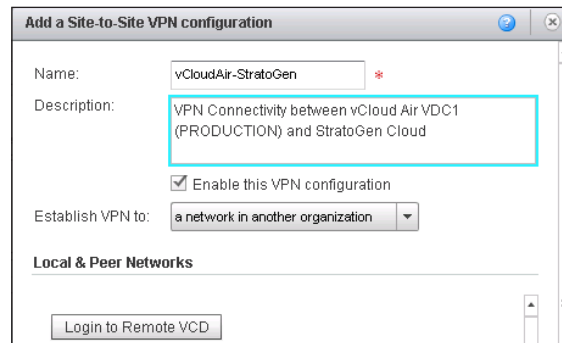 Add a Site-to-Site VPN configuration
Name: vCloudAir-StratoGen *
Description: VPN Connectivity between vCloud Air VDC1
(PRODUCTION) and StratoGen Cloud
Enable this VPN configuration
Establish VPN to: a network in another organization
Local & Peer Networks
Login to Remote VCD